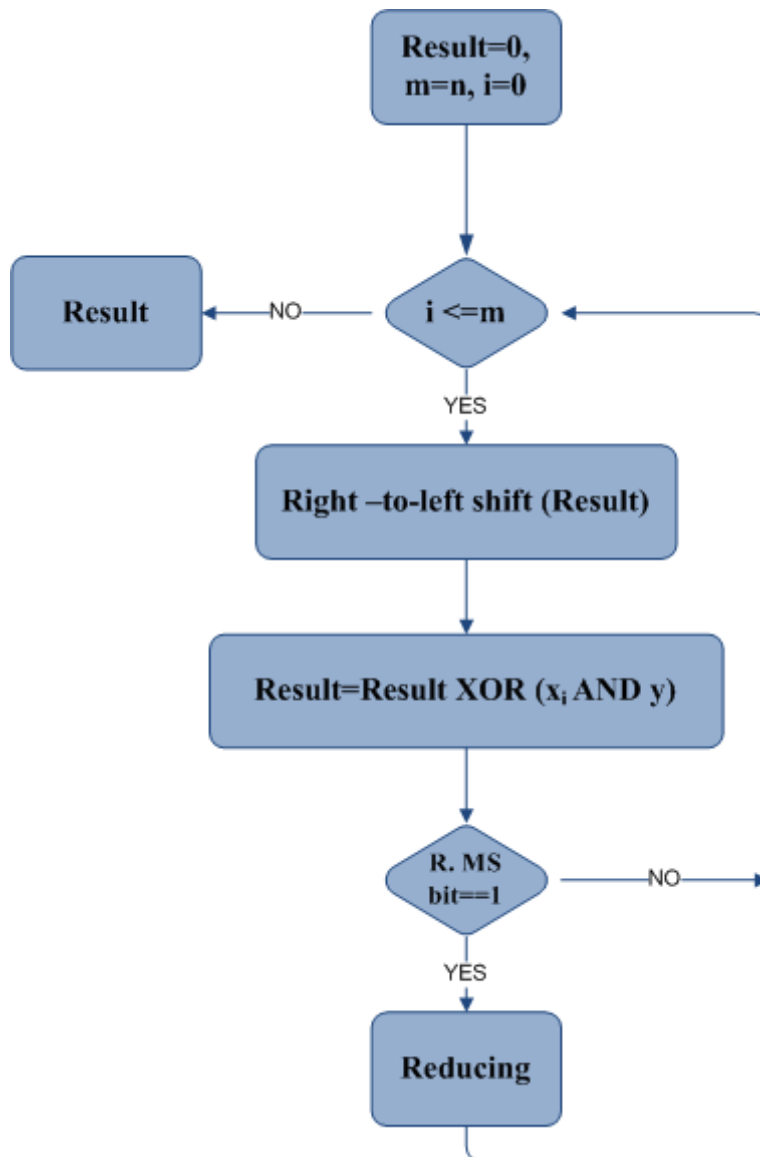 Result=0,
m=n, i=0
i <=m
NO
Result
YES
Right –to-left shift (Result)
Result=Result XOR (xᵢ AND y)
R. MS
bit==1
NO
YES
Reducing